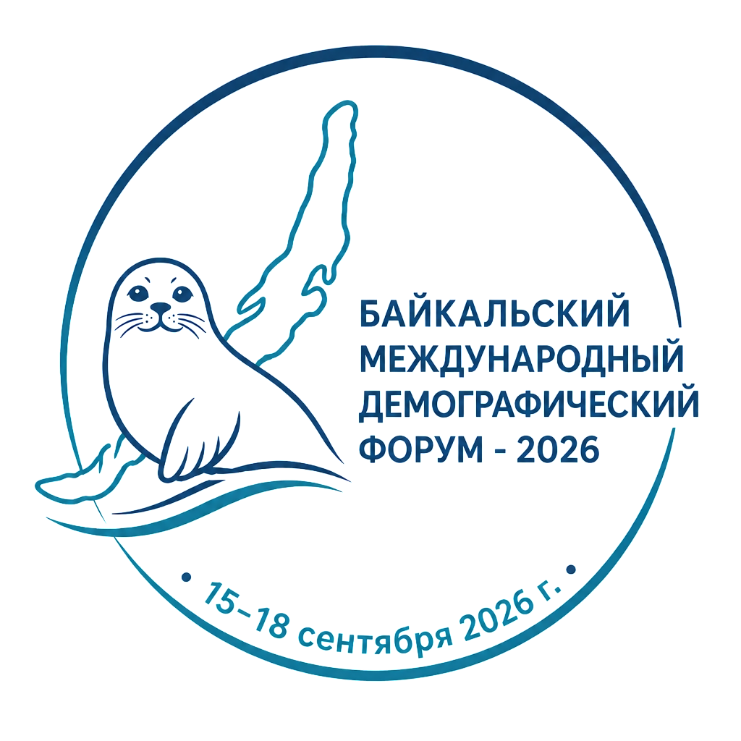 БАЙКАЛЬСКИЙ
МЕЖДУНАРОДНЫЙ
ДЕМОГРАФИЧЕСКИЙ
ФОРУМ - 2026
• 15-18 сентября 2026 г. •